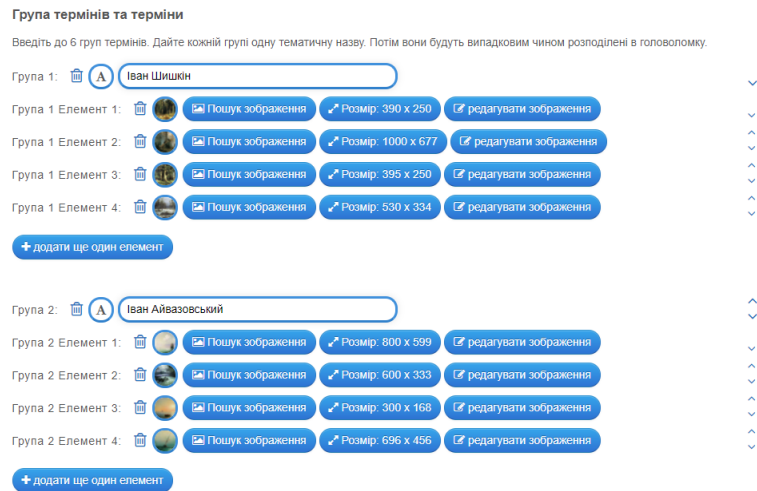 Група термінів та терміни
Введіть до 6 груп термінів. Дайте кожній групі одну тематичну назву. Потім вони будуть випадковим чином розподілені в головоломку.
Група 1: A Іван Шишкін
Група 1 Елемент 1: Пошук зображення Розмір: 390 x 250 редагувати зображення
Група 1 Елемент 2: Пошук зображення Розмір: 1000 x 677 редагувати зображення
Група 1 Елемент 3: Пошук зображення Розмір: 395 x 250 редагувати зображення
Група 1 Елемент 4: Пошук зображення Розмір: 530 x 334 редагувати зображення
+ додати ще один елемент
Група 2: A Іван Айвазовський
Група 2 Елемент 1: Пошук зображення Розмір: 800 x 599 редагувати зображення
Група 2 Елемент 2: Пошук зображення Розмір: 600 x 333 редагувати зображення
Група 2 Елемент 3: Пошук зображення Розмір: 300 x 168 редагувати зображення
Група 2 Елемент 4: Пошук зображення Розмір: 696 x 456 редагувати зображення
+ додати ще один елемент